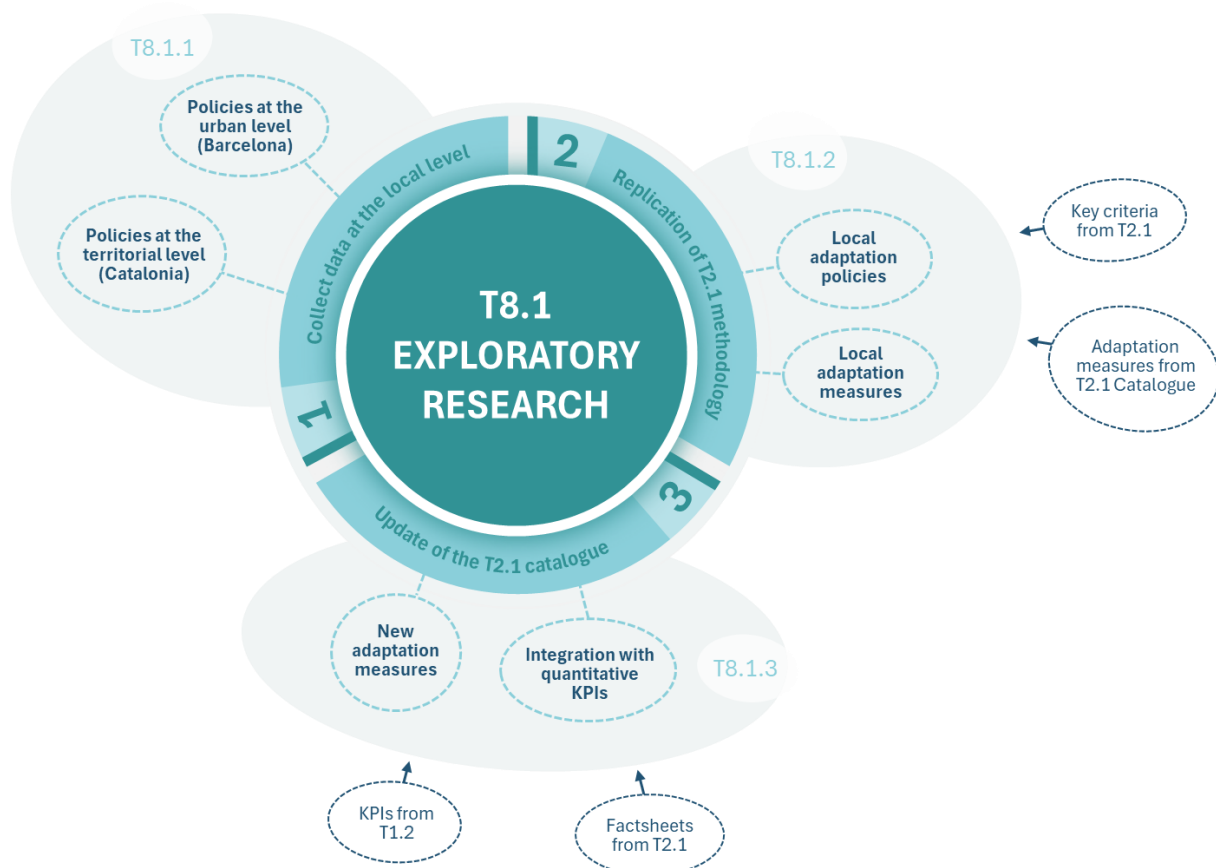 T8.1.1
Policies at the
urban level
(Barcelona)
Policies at the
territorial level
(Catalonia)
1
Collect data at the local level
T8.1
EXPLORATORY
RESEARCH
2
Replication of T2.1 methodology
T8.1.2
Local
adaptation
policies
Local
adaptation
measures
Key criteria
from T2.1
Adaptation
measures from
T2.1 Catalogue
3
Update of the T2.1 catalogue
New
adaptation
measures
Integration with
quantitative
KPIs
T8.1.3
KPIs from
T1.2
Factsheets
from T2.1